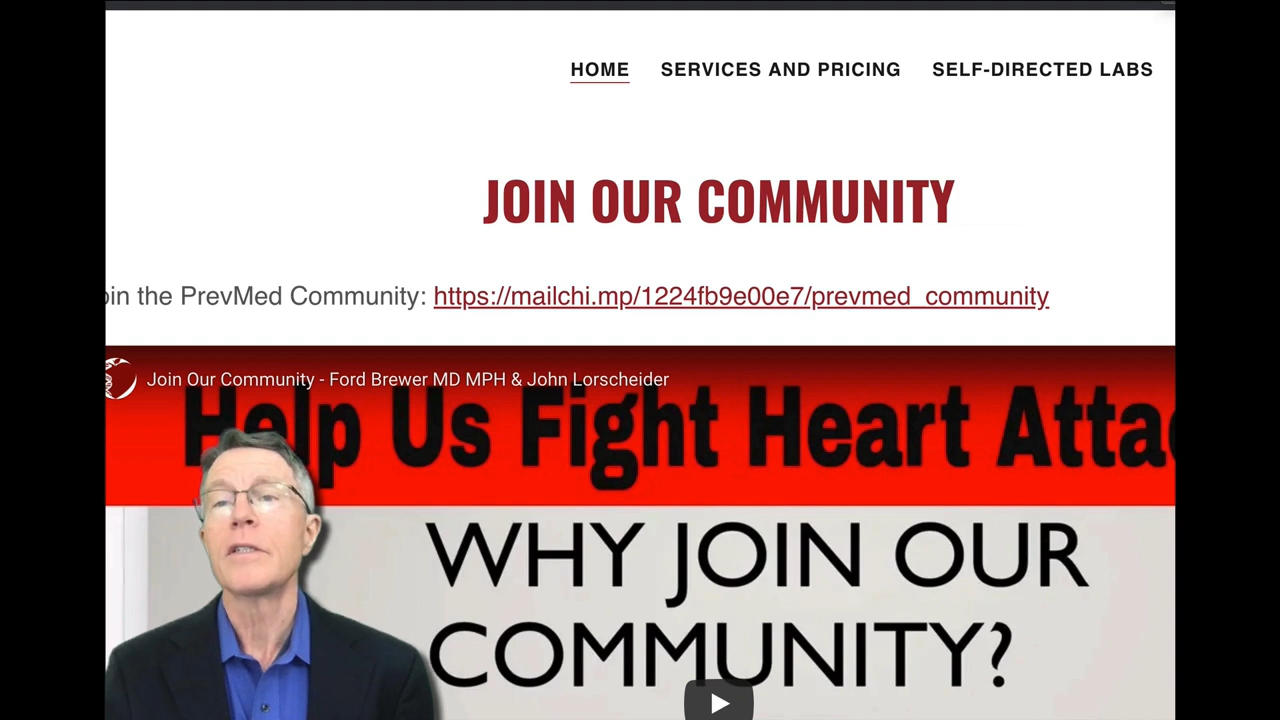 HOME SERVICES AND PRICING SELF-DIRECTED LABS
JOIN OUR COMMUNITY
oin the PrevMed Community: https://mailchi.mp/1224fb9e00e7/prevmed_community
Join Our Community - Ford Brewer MD MPH & John Lorscheider
Help Us Fight Heart Attac
WHY JOIN OUR
COMMUNITY?